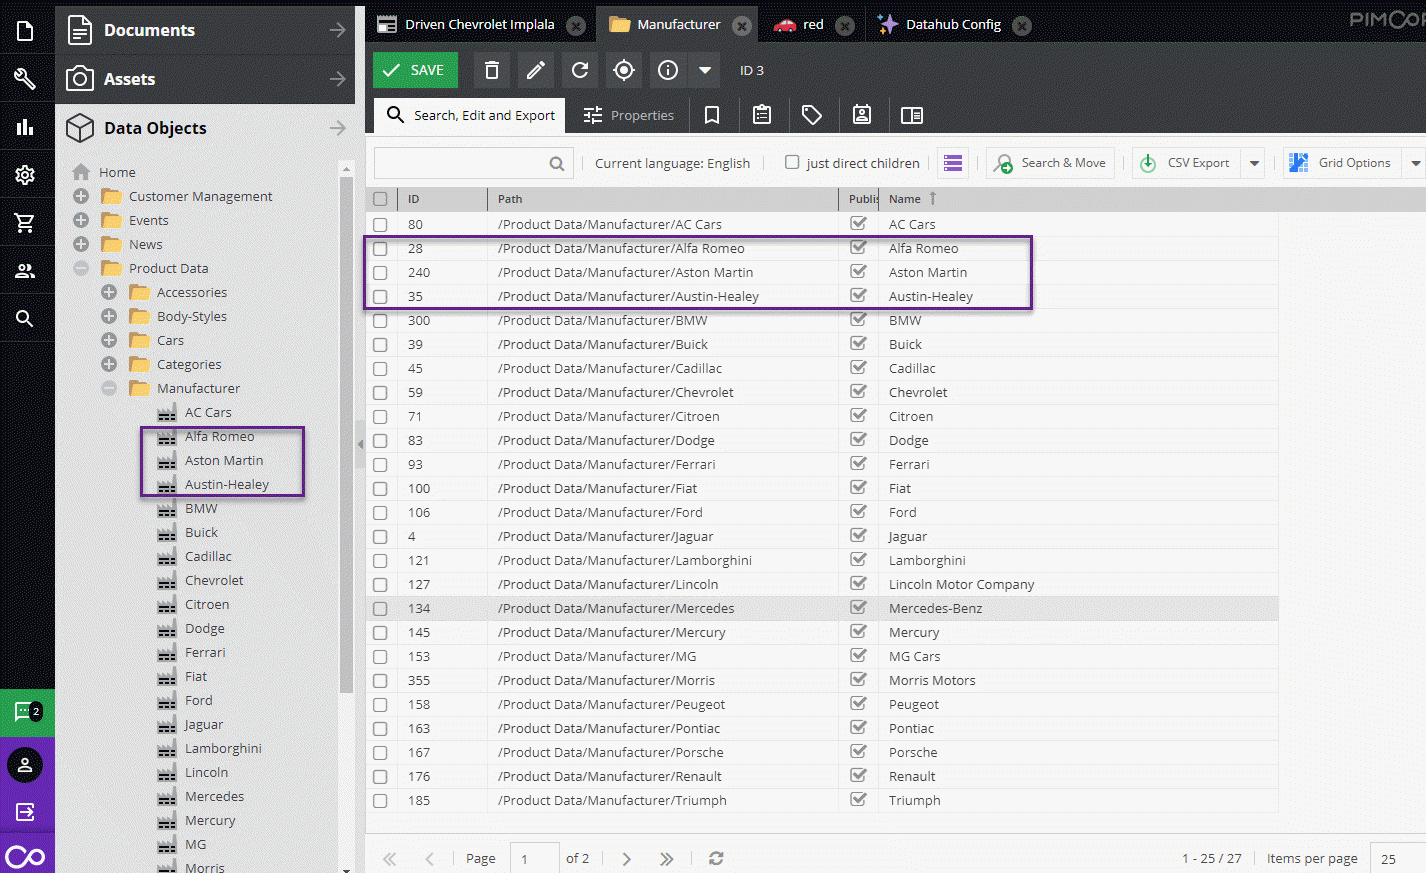 Documents
Assets
Data Objects
Home
Customer Management
Events
News
Product Data
Accessories
Body-Styles
Cars
Categories
Manufacturer
AC Cars
Alfa Romeo
Aston Martin
Austin-Healey
BMW
Buick
Cadillac
Chevrolet
Citroen
Dodge
Ferrari
Fiat
Ford
Jaguar
Lamborghini
Lincoln
Mercedes
Mercury
MG
Morris
2
Driven Chevrolet Implala Manufacturer red Datahub Config
PIMCOR
SAVE ID 3
Search, Edit and Export Properties
Current language: English just direct children Search & Move CSV Export Grid Options
ID Path Publis Name
80 /Product Data/Manufacturer/AC Cars AC Cars
28 /Product Data/Manufacturer/Alfa Romeo Alfa Romeo
240 /Product Data/Manufacturer/Aston Martin Aston Martin
35 /Product Data/Manufacturer/Austin-Healey Austin-Healey
300 /Product Data/Manufacturer/BMW BMW
39 /Product Data/Manufacturer/Buick Buick
45 /Product Data/Manufacturer/Cadillac Cadillac
59 /Product Data/Manufacturer/Chevrolet Chevrolet
71 /Product Data/Manufacturer/Citroen Citroen
83 /Product Data/Manufacturer/Dodge Dodge
93 /Product Data/Manufacturer/Ferrari Ferrari
100 /Product Data/Manufacturer/Fiat Fiat
106 /Product Data/Manufacturer/Ford Ford
4 /Product Data/Manufacturer/Jaguar Jaguar
121 /Product Data/Manufacturer/Lamborghini Lamborghini
127 /Product Data/Manufacturer/Lincoln Lincoln Motor Company
134 /Product Data/Manufacturer/Mercedes Mercedes-Benz
145 /Product Data/Manufacturer/Mercury Mercury
153 /Product Data/Manufacturer/MG MG Cars
355 /Product Data/Manufacturer/Morris Morris Motors
158 /Product Data/Manufacturer/Peugeot Peugeot
163 /Product Data/Manufacturer/Pontiac Pontiac
167 /Product Data/Manufacturer/Porsche Porsche
176 /Product Data/Manufacturer/Renault Renault
185 /Product Data/Manufacturer/Triumph Triumph
Page 1 of 2 1 - 25 / 27 Items per page 25